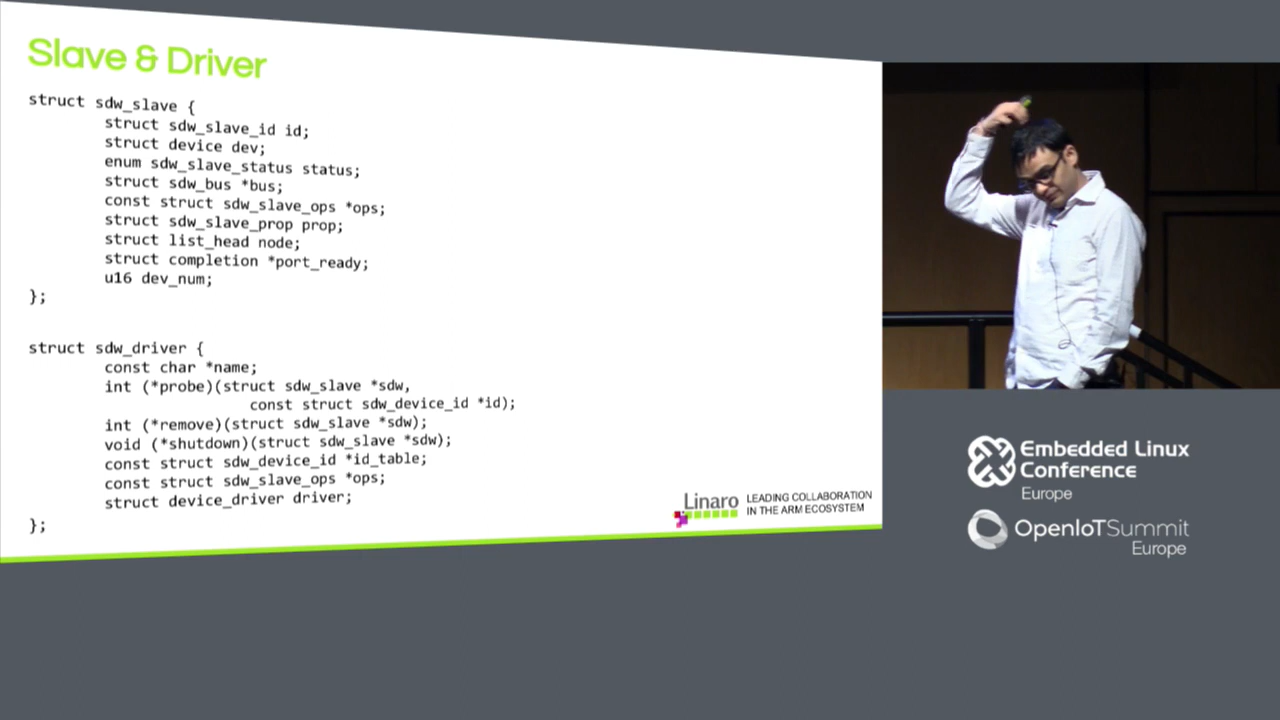 Slave & Driver
struct sdw_slave {
struct sdw_slave_id id;
struct device dev;
enum sdw_slave_status status;
struct sdw_bus *bus;
const struct sdw_slave_ops *ops;
struct sdw_slave_prop prop;
struct list_head node;
struct completion *port_ready;
u16 dev_num;
};
struct sdw_driver {
const char *name;
int (*probe)(struct sdw_slave *sdw,
const struct sdw_device_id *id);
int (*remove)(struct sdw_slave *sdw);
void (*shutdown)(struct sdw_slave *sdw);
const struct sdw_device_id *id_table;
const struct sdw_slave_ops *ops;
struct device_driver driver;
};
Linaro
LEADING COLLABORATION
IN THE ARM ECOSYSTEM
Embedded Linux
Conference
Europe
OpenIoTSummit
Europe